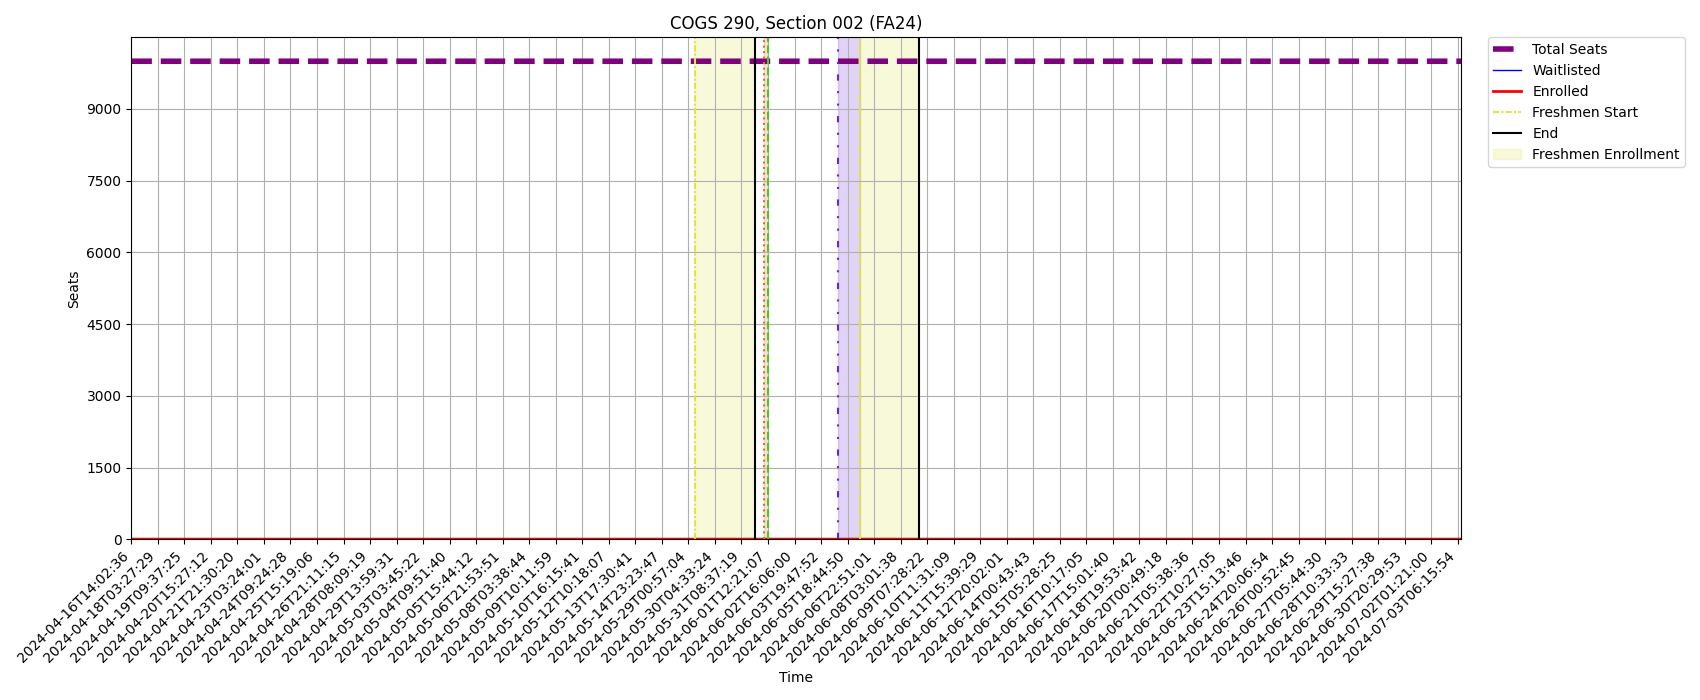 COGS 290, Section 002 (FA24)
Total Seats
Waitlisted
Enrolled
Freshmen Start
End
Freshmen Enrollment
Seats
9000
7500
6000
4500
3000
1500
0
2024-04-16T14:02:36
2024-04-18T03:27:29
2024-04-19T09:37:25
2024-04-20T15:27:12
2024-04-21T21:30:20
2024-04-23T03:24:01
2024-04-24T09:24:28
2024-04-25T15:19:06
2024-04-26T21:11:15
2024-04-28T08:09:19
2024-04-29T13:59:31
2024-05-03T03:45:22
2024-05-04T09:51:40
2024-05-05T15:44:12
2024-05-06T21:53:51
2024-05-08T03:38:44
2024-05-09T10:11:59
2024-05-10T16:15:41
2024-05-12T10:18:07
2024-05-13T17:30:41
2024-05-14T23:23:47
2024-05-29T00:57:04
2024-05-30T04:33:24
2024-05-31T08:37:19
2024-06-01T12:21:07
2024-06-02T16:06:00
2024-06-03T19:47:52
2024-06-05T18:44:50
2024-06-06T22:51:01
2024-06-08T03:01:38
2024-06-09T07:28:22
2024-06-10T11:31:09
2024-06-11T15:39:29
2024-06-12T20:02:01
2024-06-14T00:43:43
2024-06-15T05:28:25
2024-06-16T10:17:05
2024-06-17T15:01:40
2024-06-18T19:53:42
2024-06-20T00:49:18
2024-06-21T05:38:36
2024-06-22T10:27:05
2024-06-23T15:13:46
2024-06-24T20:06:54
2024-06-26T00:52:45
2024-06-27T05:44:30
2024-06-28T10:33:33
2024-06-29T15:27:38
2024-06-30T20:29:53
2024-07-02T01:21:00
2024-07-03T06:15:54
Time